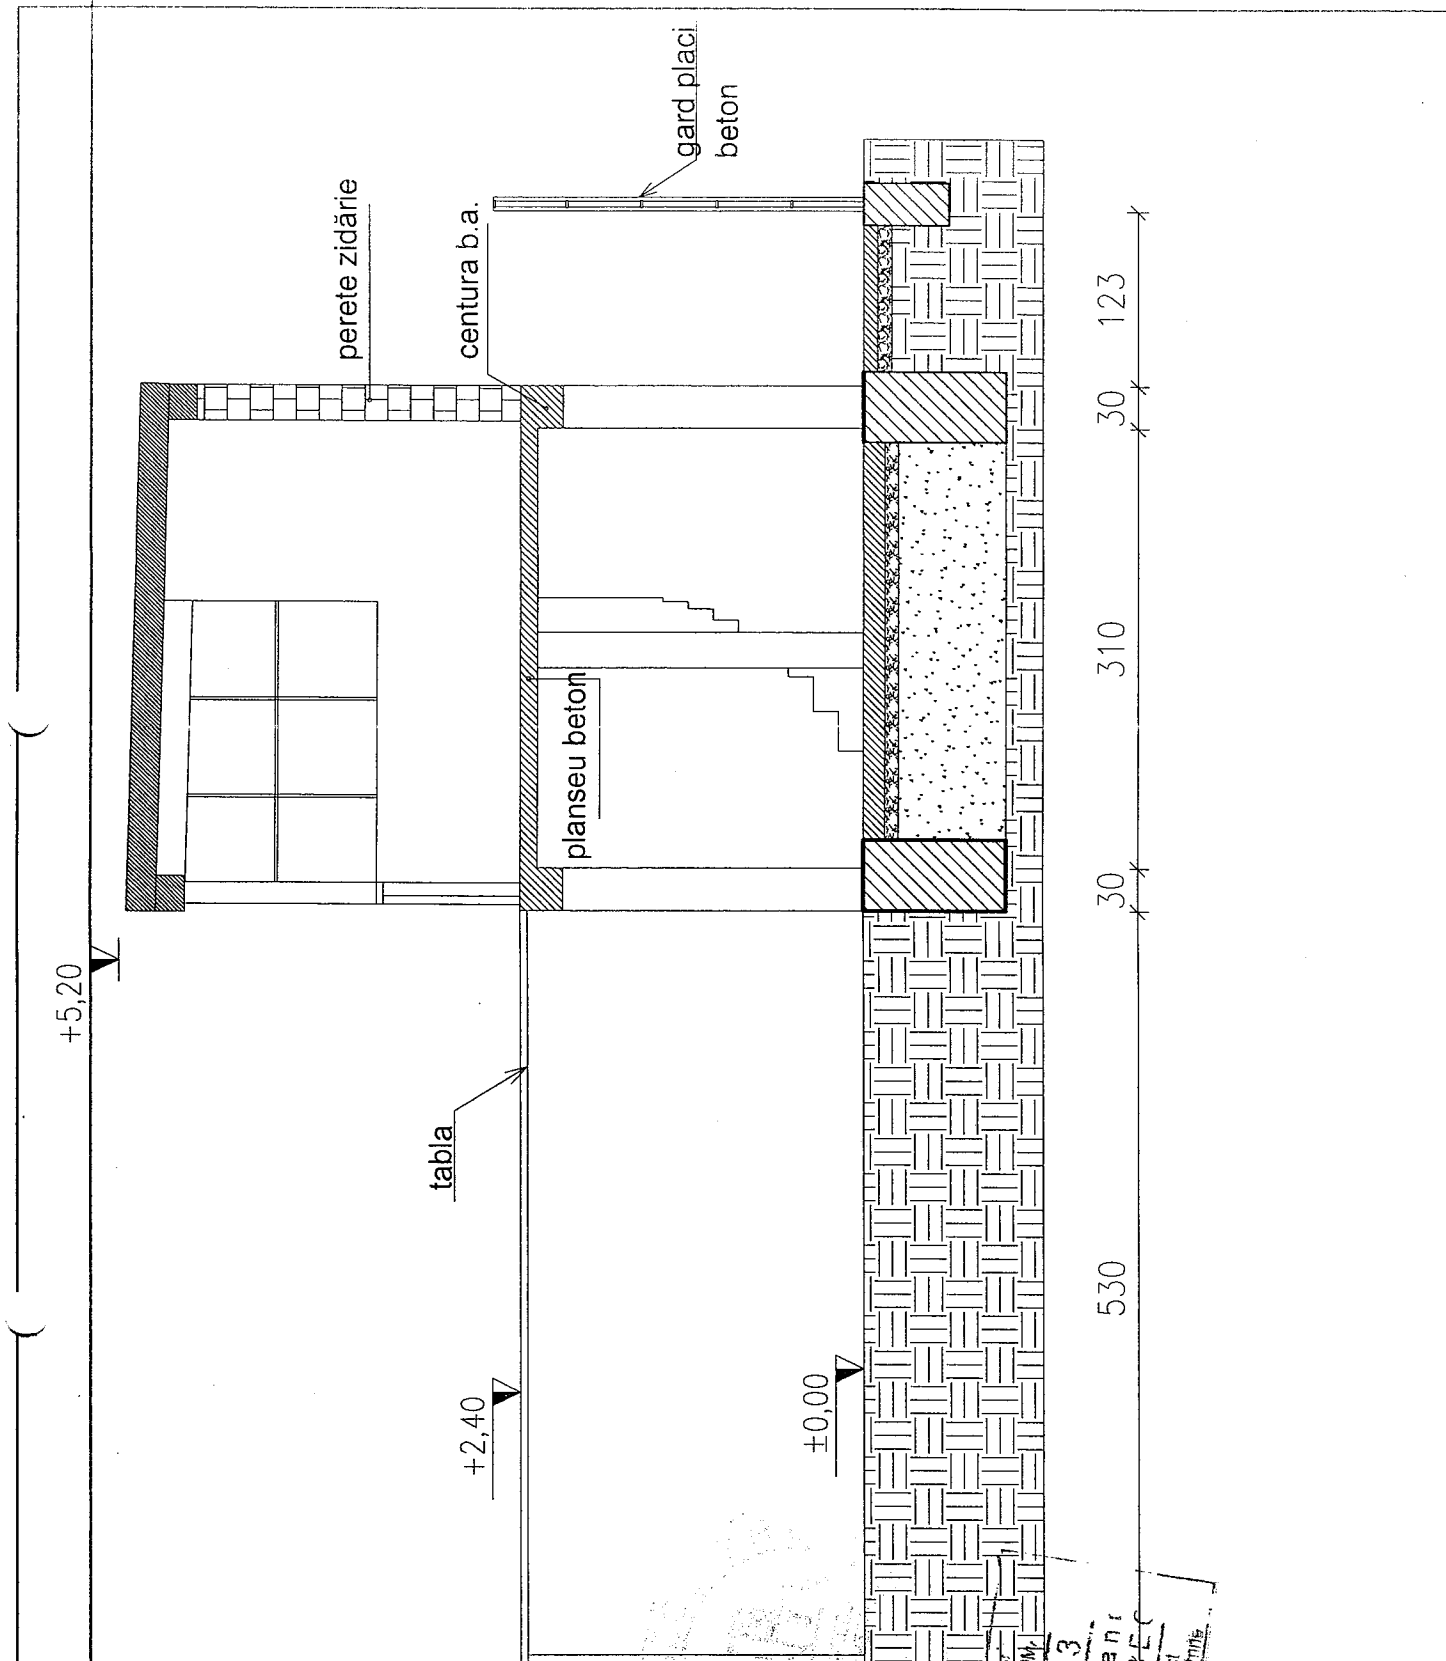 gard placi
beton
perete zidărie
centura b.a.
planseu beton
tabla
+5,20
+2,40
±0,00
123
30
310
30
530
3